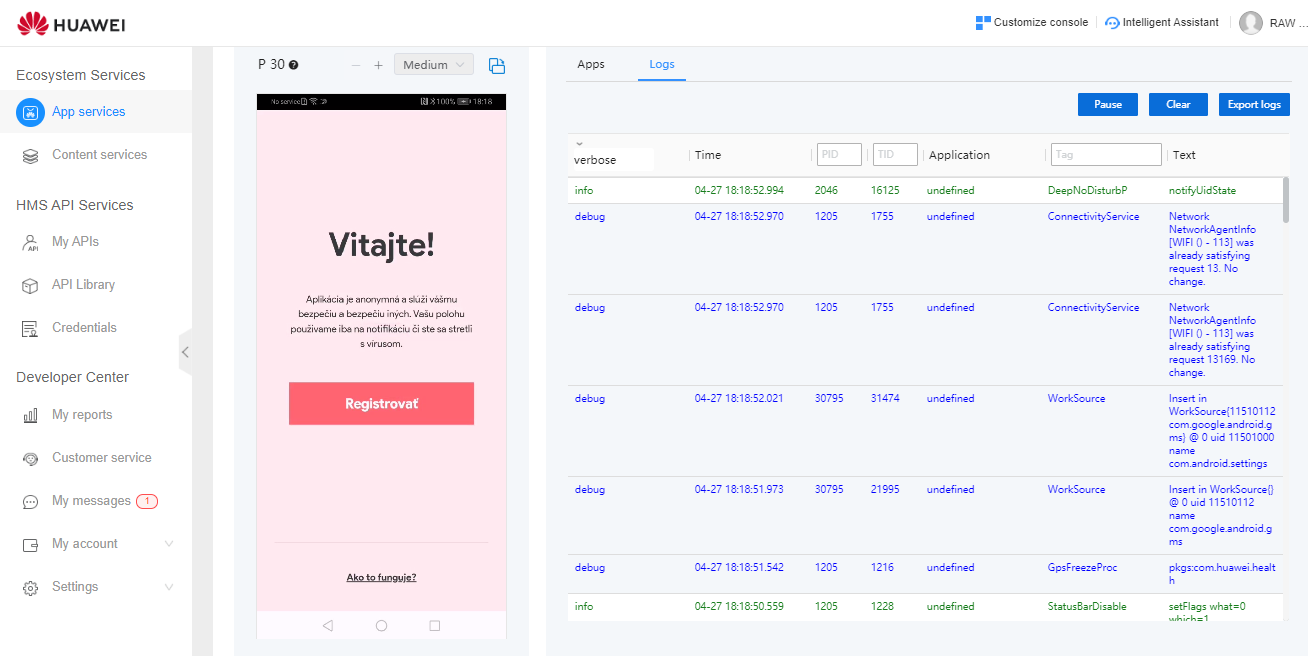 HUAWEI
Customize console
Intelligent Assistant
RAW ...
Ecosystem Services
App services
Content services
HMS API Services
My APIs
API Library
Credentials
Developer Center
My reports
Customer service
My messages 1
My account
Settings
P 30 ?
Medium
No service
100% 18:18
Vitajte!
Aplikácia je anonymná a slúži vášmu
bezpečiu a bezpečiu iných. Vašu polohu
používame iba na notifikáciu či ste sa stretli
s vírusom.
Registrovať
Ako to funguje?
Apps Logs
Pause Clear Export logs
verbose Time PID TID Application Tag Text
info 04-27 18:18:52.994 2046 16125 undefined DeepNoDisturbP notifyUidState
debug 04-27 18:18:52.970 1205 1755 undefined ConnectivityService Network
NetworkAgentInfo
[WIFI () - 113] was
already satisfying
request 13. No
change.
debug 04-27 18:18:52.970 1205 1755 undefined ConnectivityService Network
NetworkAgentInfo
[WIFI () - 113] was
already satisfying
request 13169. No
change.
debug 04-27 18:18:52.021 30795 31474 undefined WorkSource Insert in
WorkSource{11510112
com.google.android.g
ms} @ 0 uid 11501000
name
com.android.settings
debug 04-27 18:18:51.973 30795 21995 undefined WorkSource Insert in WorkSource{}
@ 0 uid 11510112
name
com.google.android.g
ms
debug 04-27 18:18:51.542 1205 1216 undefined GpsFreezeProc pkgs:com.huawei.healt
h
info 04-27 18:18:50.559 1205 1228 undefined StatusBarDisable setFlags what=0
which=1